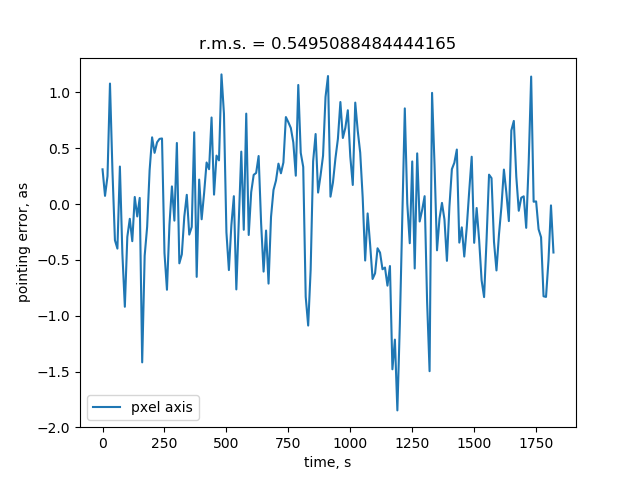 r.m.s. = 0.5495088484444165
1.0
0.5
0.0
−0.5
−1.0
−1.5
−2.0
pointing error, as
pxel axis
0 250 500 750 1000 1250 1500 1750
time, s